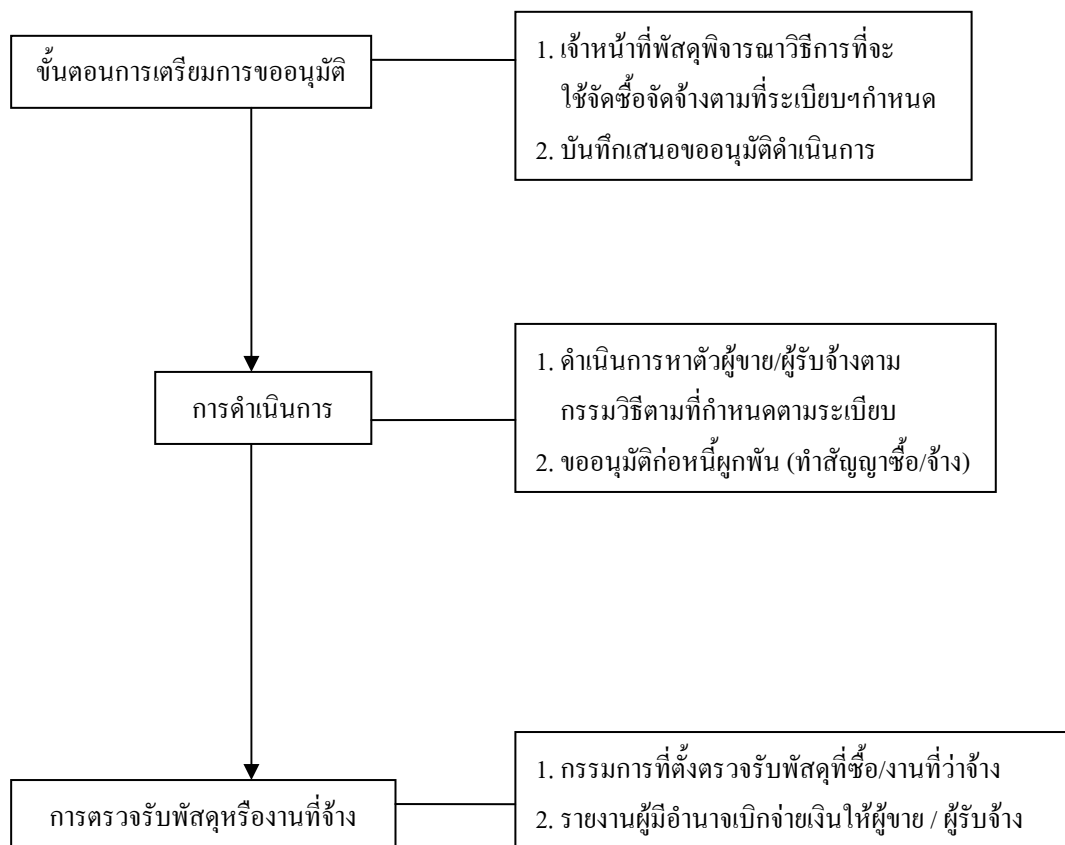 ขั้นตอนการเตรียมการขออนุมัติ
1. เจ้าหน้าที่พัสดุพิจารณาวิธีการที่จะ
ใช้จัดซื้อจัดจ้างตามที่ระเบียบฯกำหนด
2. บันทึกเสนอขออนุมัติดำเนินการ
การดำเนินการ
1. ดำเนินการหาตัวผู้ขาย/ผู้รับจ้างตาม
กรรมวิธีตามที่กำหนดตามระเบียบ
2. ขออนุมัติก่อหนี้ผูกพัน (ทำสัญญาซื้อ/จ้าง)
การตรวจรับพัสดุหรืองานที่จ้าง
1. กรรมการที่ตั้งตรวจรับพัสดุที่ซื้อ/งานที่ว่าจ้าง
2. รายงานผู้มีอำนาจเบิกจ่ายเงินให้ผู้ขาย / ผู้รับจ้าง